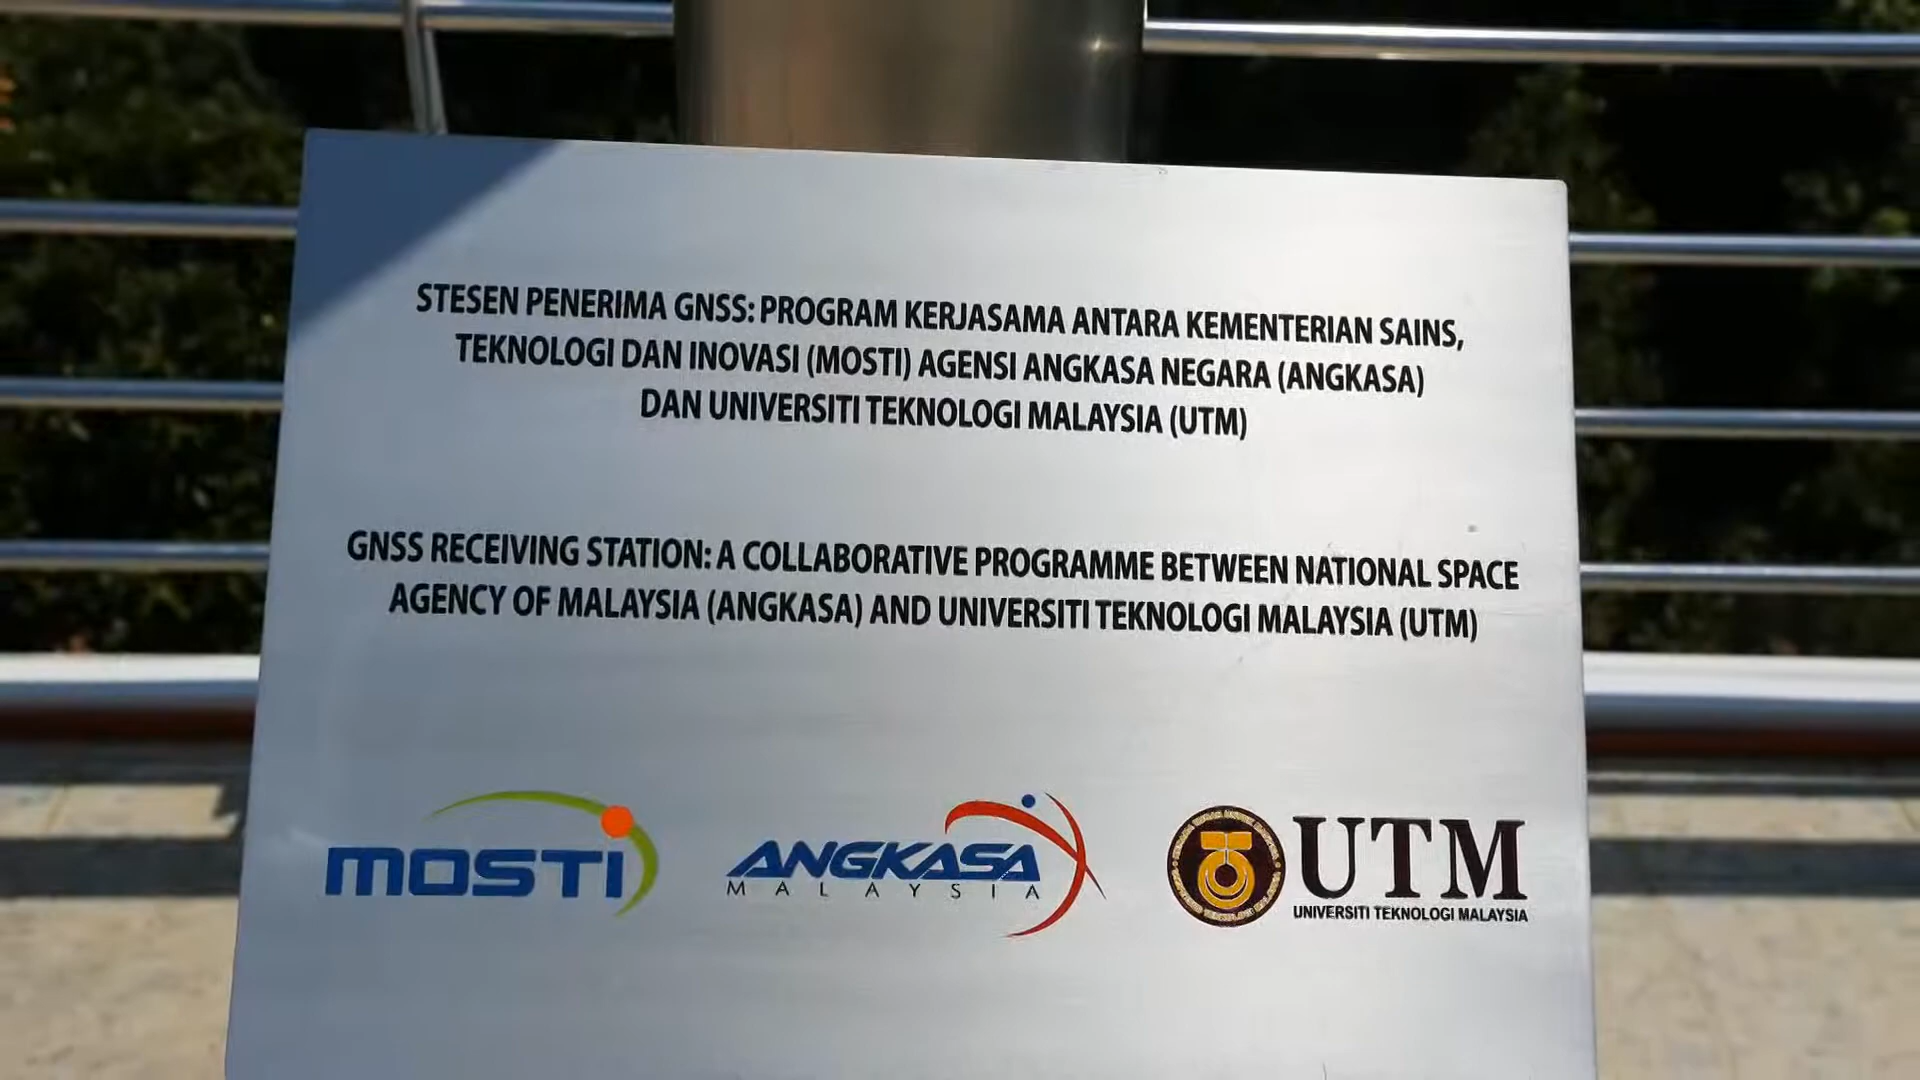 STESEN PENERIMA GNSS: PROGRAM KERJASAMA ANTARA KEMENTERIAN SAINS,
TEKNOLOGI DAN INOVASI (MOSTI) AGENSI ANGKASA NEGARA (ANGKASA)
DAN UNIVERSITI TEKNOLOGI MALAYSIA (UTM)
GNSS RECEIVING STATION: A COLLABORATIVE PROGRAMME BETWEEN NATIONAL SPACE
AGENCY OF MALAYSIA (ANGKASA) AND UNIVERSITI TEKNOLOGI MALAYSIA (UTM)
MOSTI
ANGKASA
MALAYSIA
UTM
UNIVERSITI TEKNOLOGI MALAYSIA